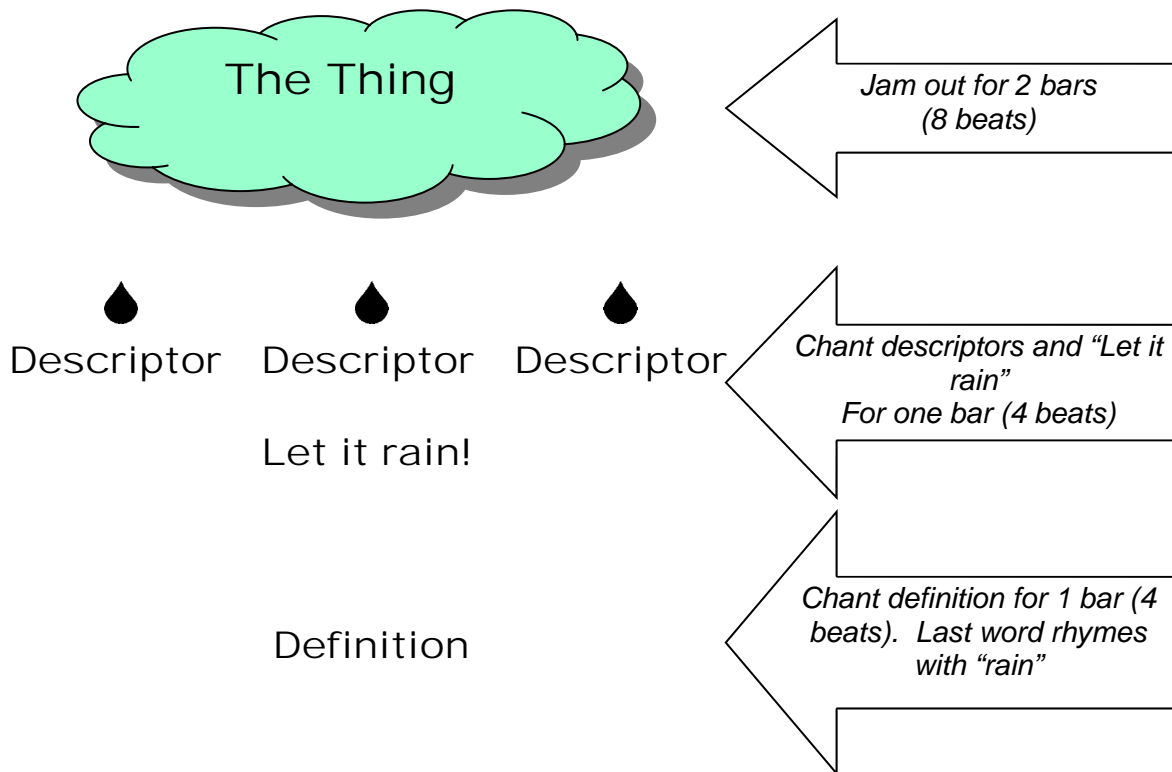 The Thing
Jam out for 2 bars
(8 beats)
Descriptor Descriptor Descriptor
Chant descriptors and “Let it
rain”
For one bar (4 beats)
Let it rain!
Chant definition for 1 bar (4
beats).  Last word rhymes
with “rain”
Definition